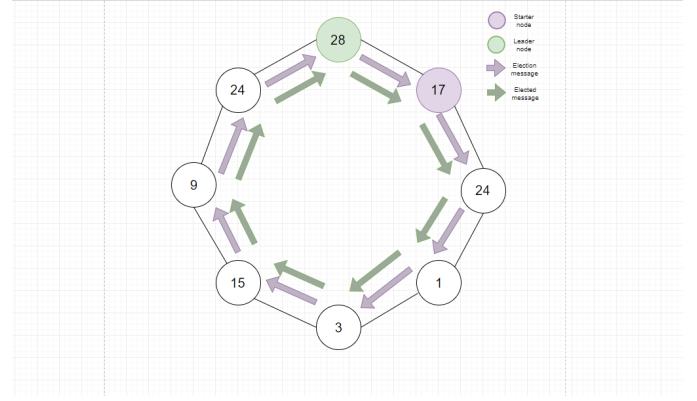 28
Starter
node
Leader
node
Election
message
Elected
message
24
17
9
24
15
1
3